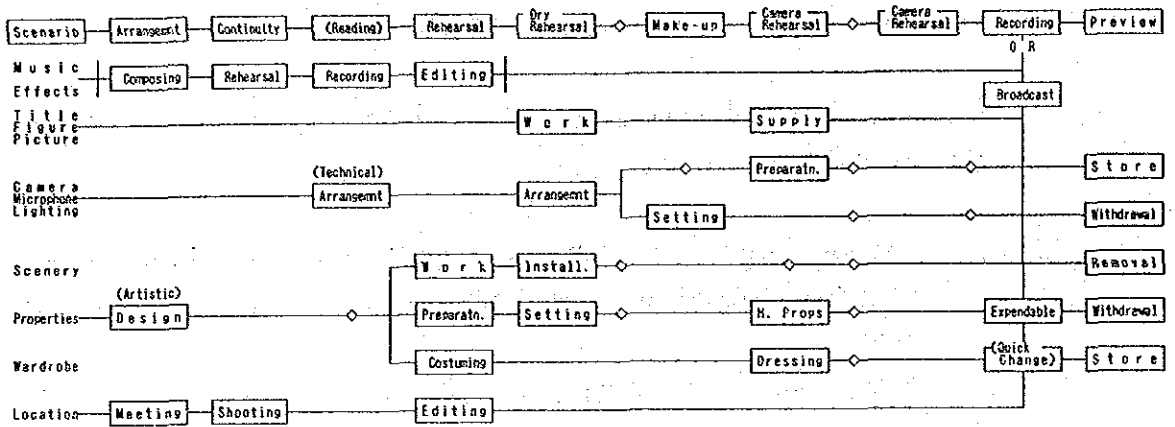 Dry Camera Camera
Scenario Arrangemnt Continuity (Reading) Rehearsal Rehearsal Make-up Rehearsal Rehearsal Recording Preview
O R
Music
Effects
Composing Rehearsal Recording Editing
Broadcast
Title
Figure
Picture
Work Supply
(Technical)
Preparatn. Store
Camera
Microphone
Lighting
Arrangemnt Arrangemnt
Setting Withdrawal
Scenery
Work Install. Removal
(Artistic)
Properties Design Preparatn. Setting H. Props Expendable Withdrawal
(Quick
Wardrobe Costuming Dressing Change) Store
Location Meeting Shooting Editing